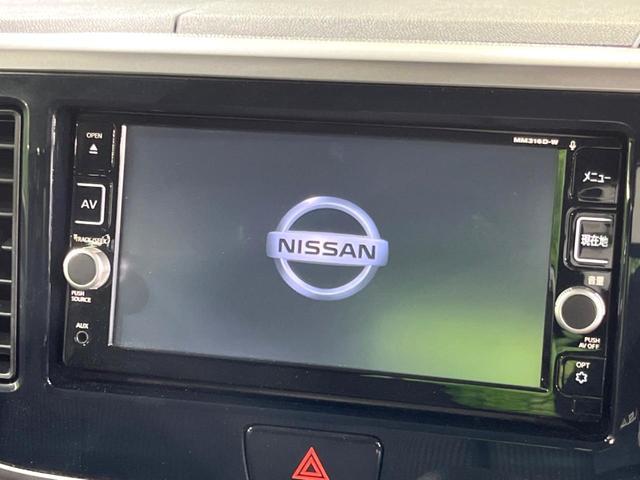 OPEN
MM316D-W
メニュー
AV
NISSAN
現在地
TRACK/SEEK
音量
PUSH
SOURCE
PUSH
AV OFF
AUX
OPT